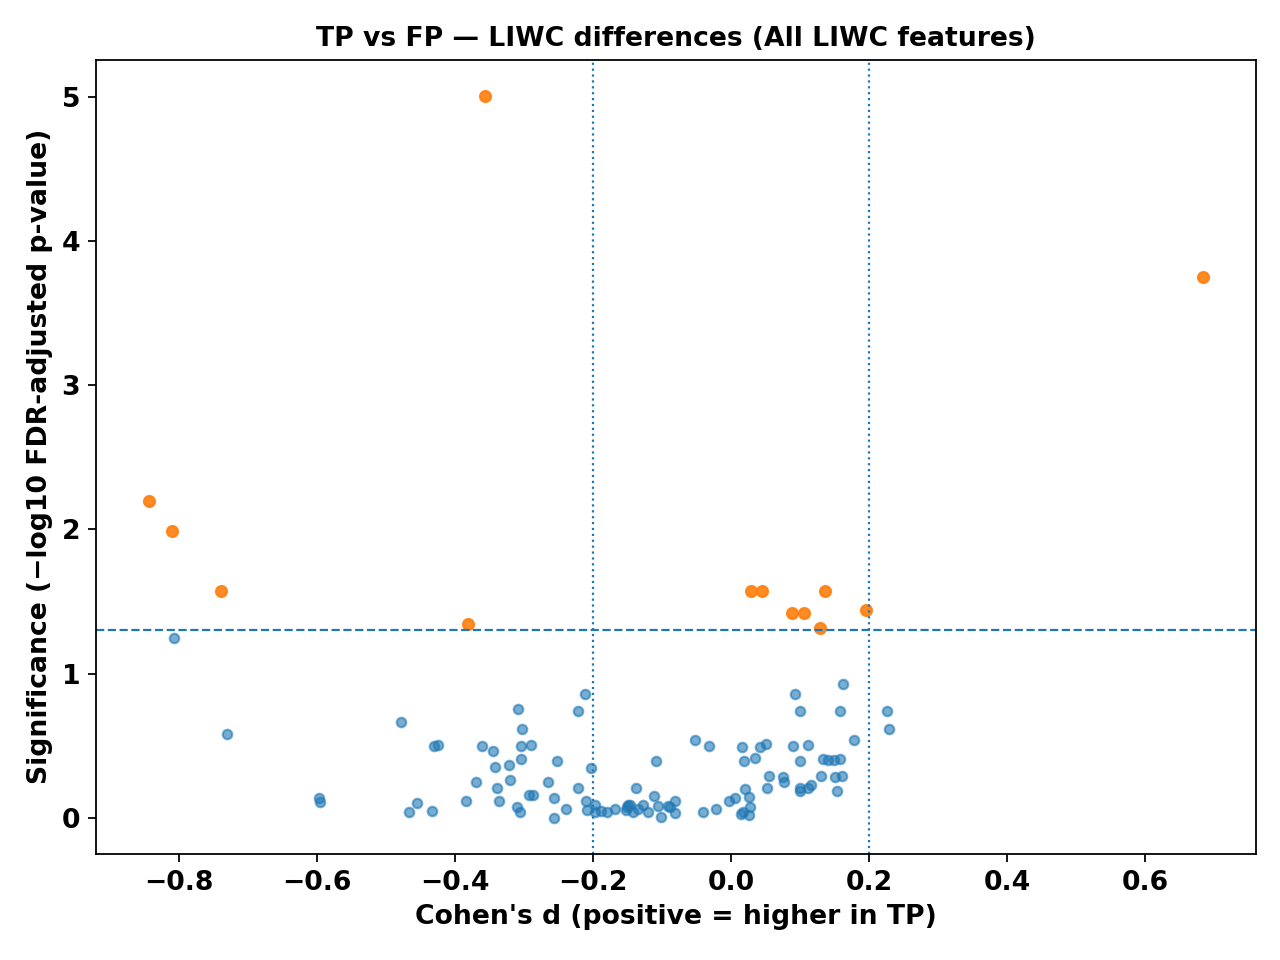 TP vs FP — LIWC differences (All LIWC features)
Significance (−log10 FDR-adjusted p-value)
5
4
3
2
1
0
−0.8 −0.6 −0.4 −0.2 0.0 0.2 0.4 0.6
Cohen's d (positive = higher in TP)